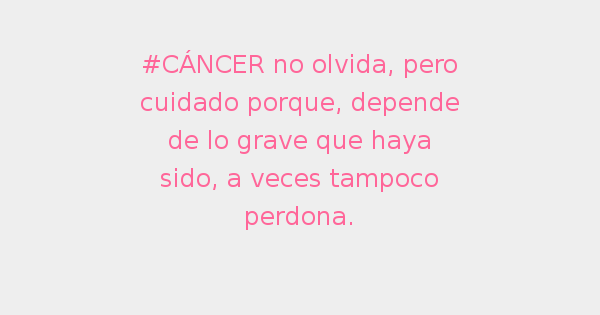 #CÁNCER no olvida, pero
cuidado porque, depende
de lo grave que haya
sido, a veces tampoco
perdona.